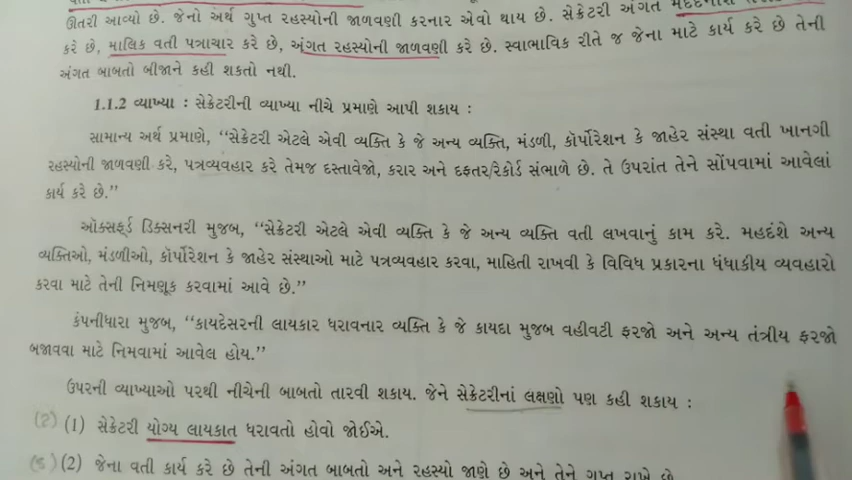 ઊતરી આવ્યો છે. જેનો અર્થ ગુપ્ત રહસ્યોની જાળવણી કરનાર એવો થાય છે. સેક્રેટરી અંગત
કરે છે, માલિક વતી પત્રાચાર કરે છે, અંગત રહસ્યોની જાળવણી કરે છે. સ્વાભાવિક રીતે જ જેના માટે કાર્ય કરે છે તેની
અંગત બાબતો બીજાને કહી શકતો નથી.
1.1.2 વ્યાખ્યા : સેક્રેટરીની વ્યાખ્યા નીચે પ્રમાણે આપી શકાય :
સામાન્ય અર્થ પ્રમાણે, “સેક્રેટરી એટલે એવી વ્યક્તિ કે જે અન્ય વ્યક્તિ, મંડળી, કૉર્પોરેશન કે જાહેર સંસ્થા વતી ખાનગી
રહસ્યોની જાળવણી કરે, પત્રવ્યવહાર કરે તેમજ દસ્તાવેજો, કરાર અને દફતર/રેકોર્ડ સંભાળે છે. તે ઉપરાંત તેને સોંપવામાં આવેલાં
કાર્ય કરે છે.”
ઑક્સફર્ડ ડિક્સનરી મુજબ, “સેક્રેટરી એટલે એવી વ્યક્તિ કે જે અન્ય વ્યક્તિ વતી લખવાનું કામ કરે. મહદંશે અન્ય
વ્યક્તિઓ, મંડળીઓ, કૉર્પોરેશન કે જાહેર સંસ્થાઓ માટે પત્રવ્યવહાર કરવા, માહિતી રાખવી કે વિવિધ પ્રકારના ધંધાકીય વ્યવહારો
કરવા માટે તેની નિમણૂક કરવામાં આવે છે.”
કંપનીધારા મુજબ, “કાયદેસરની લાયકાર ધરાવનાર વ્યક્તિ કે જે કાયદા મુજબ વહીવટી ફરજો અને અન્ય તંત્રીય ફરજો
બજાવવા માટે નિમવામાં આવેલ હોય.”
ઉપરની વ્યાખ્યાઓ પરથી નીચેની બાબતો તારવી શકાય. જેને સેક્રેટરીનાં લક્ષણો પણ કહી શકાય :
(2) (1) સેક્રેટરી યોગ્ય લાયકાત ધરાવતો હોવો જોઈએ.
(2) જેના વતી કાર્ય કરે છે તેની અંગત બાબતો અને રહસ્યો જાણે છે અને તેને ગુપ્ત રાખે છે.